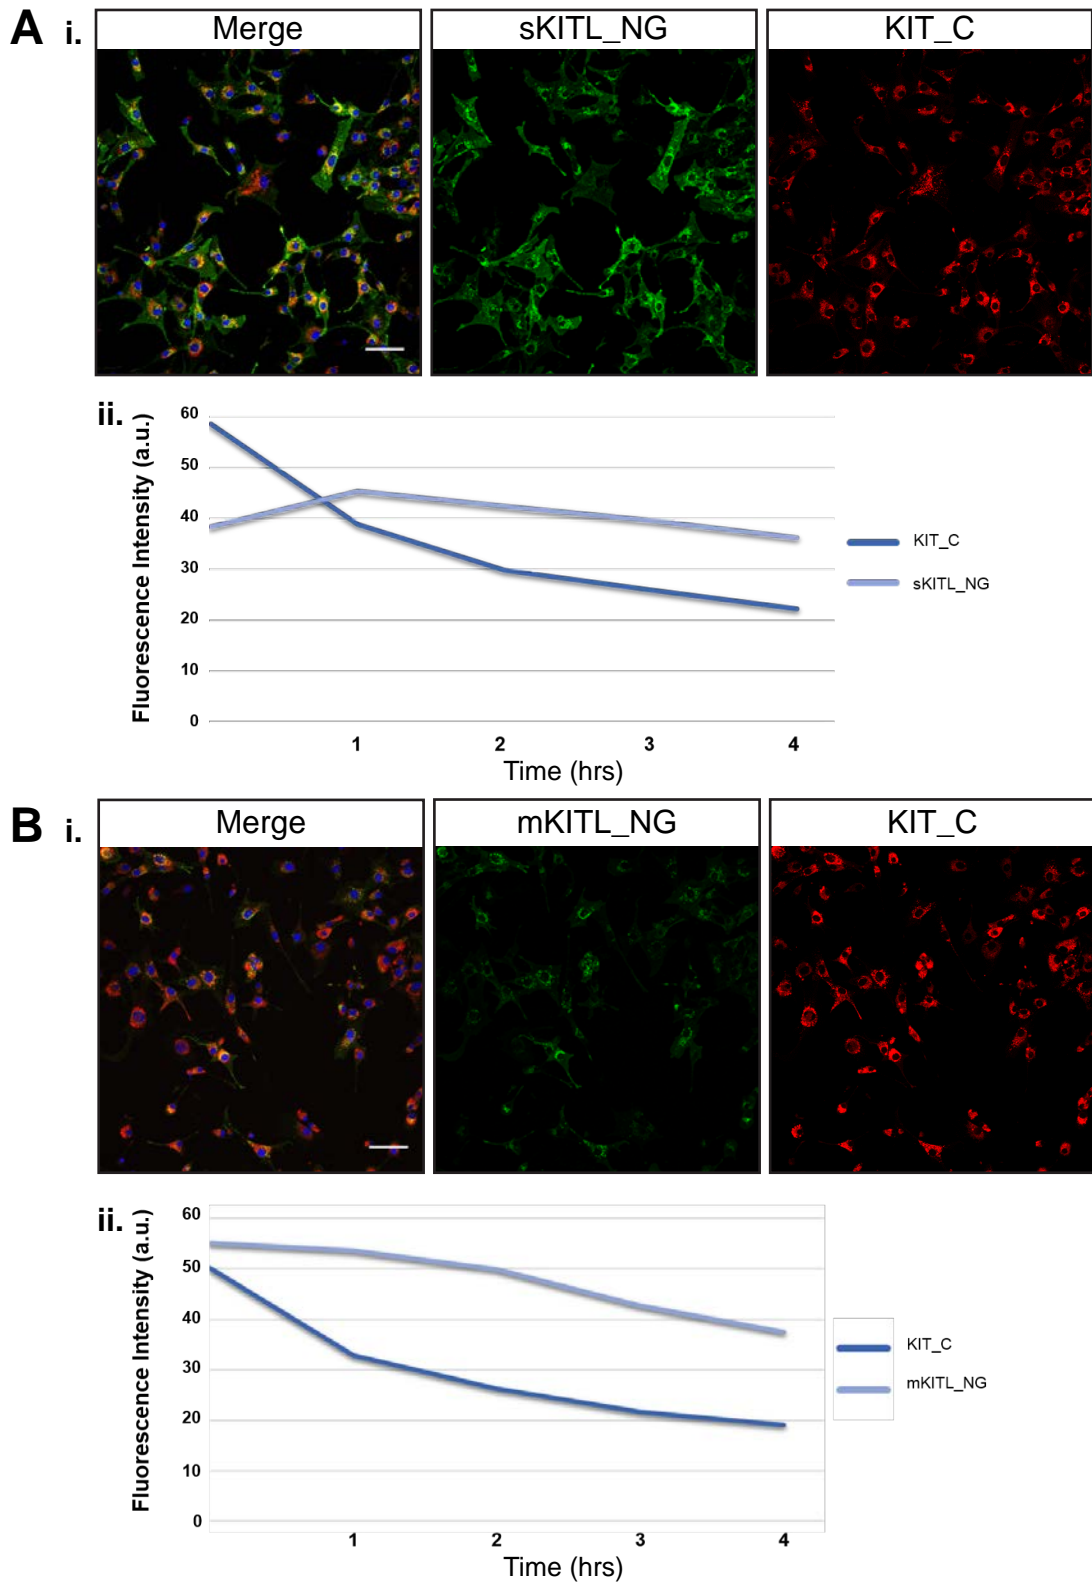 A i.
Merge
sKITL_NG
KIT_C
ii.
Fluorescence Intensity (a.u.)
60
50
40
30
20
10
0
1 2 3 4
Time (hrs)
KIT_C
sKITL_NG
B i.
Merge
mKITL_NG
KIT_C
ii.
Fluorescence Intensity (a.u.)
60
50
40
30
20
10
0
1 2 3 4
Time (hrs)
KIT_C
mKITL_NG